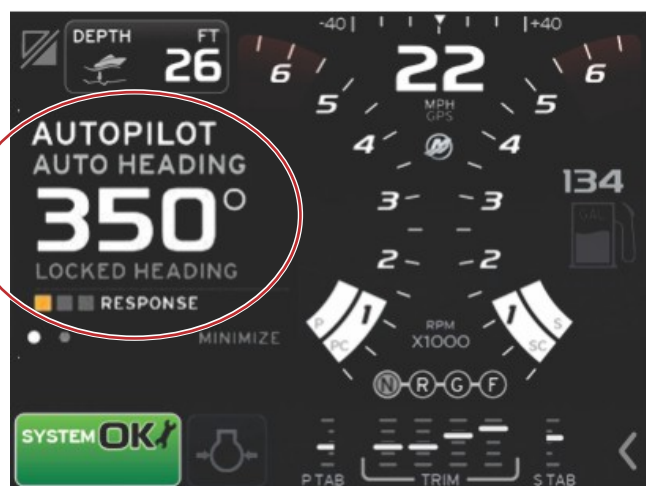 DEPTH FT
26
-40 +40
22
MPH
GPS
6 6
5 5
4 4
3 3
2 2
1 1
P PC
S SC
RPM
X1000
N R G F
AUTOPILOT
AUTO HEADING
350°
LOCKED HEADING
RESPONSE
MINIMIZE
134
GAL
SYSTEM OK
P TAB TRIM S TAB